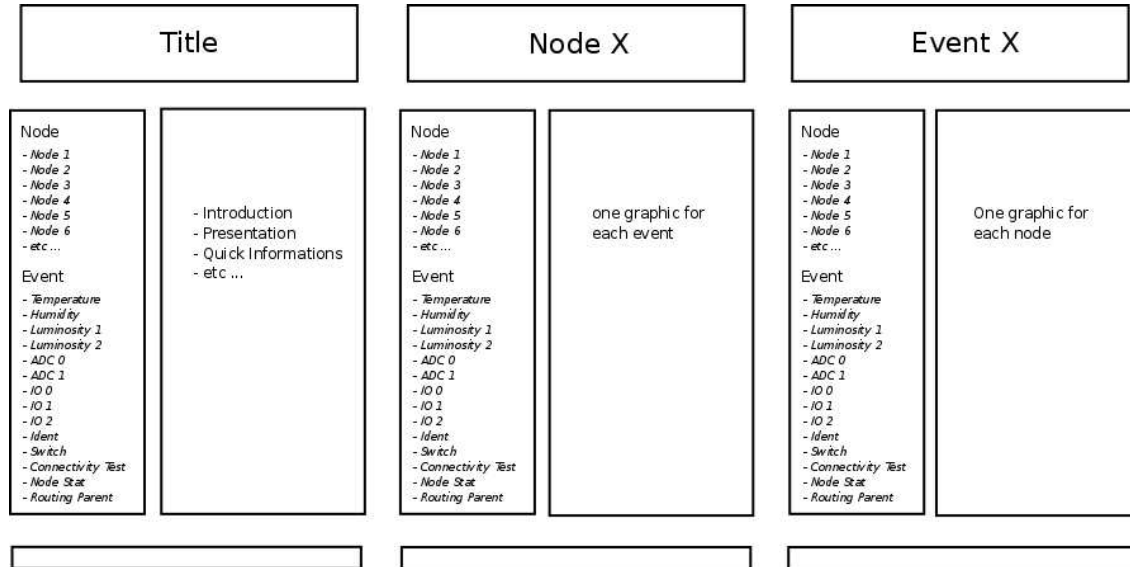 Title
Node
- Node 1
- Node 2
- Node 3
- Node 4
- Node 5
- Node 6
- etc ...
Event
- Temperature
- Humidity
- Luminosity 1
- Luminosity 2
- ADC 0
- ADC 1
- IO 0
- IO 1
- IO 2
- Ident
- Switch
- Connectivity Test
- Node Stat
- Routing Parent
- Introduction
- Presentation
- Quick Informations
- etc ...
Node X
Node
- Node 1
- Node 2
- Node 3
- Node 4
- Node 5
- Node 6
- etc ...
Event
- Temperature
- Humidity
- Luminosity 1
- Luminosity 2
- ADC 0
- ADC 1
- IO 0
- IO 1
- IO 2
- Ident
- Switch
- Connectivity Test
- Node Stat
- Routing Parent
one graphic for
each event
Event X
Node
- Node 1
- Node 2
- Node 3
- Node 4
- Node 5
- Node 6
- etc ...
Event
- Temperature
- Humidity
- Luminosity 1
- Luminosity 2
- ADC 0
- ADC 1
- IO 0
- IO 1
- IO 2
- Ident
- Switch
- Connectivity Test
- Node Stat
- Routing Parent
One graphic for
each node